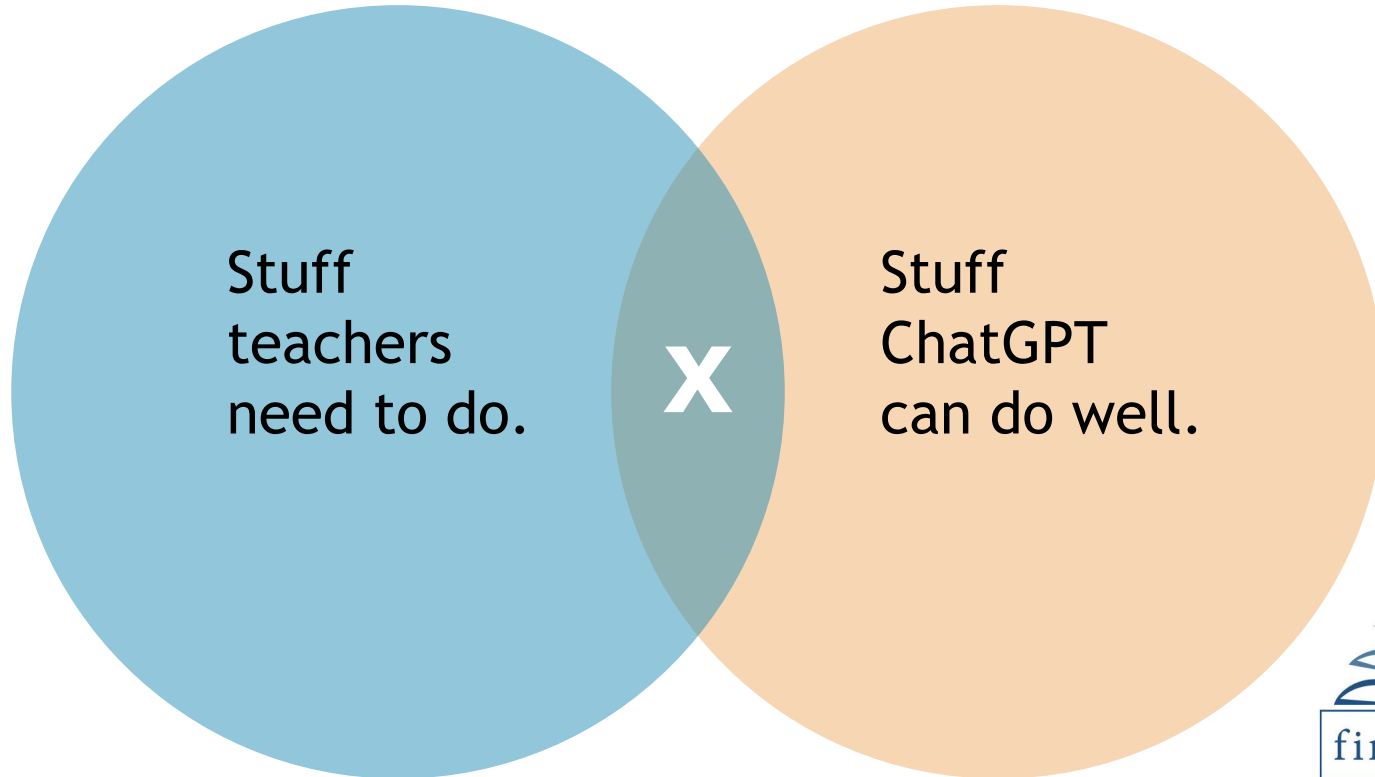 Stuff
teachers
need to do.
x
Stuff
ChatGPT
can do well.